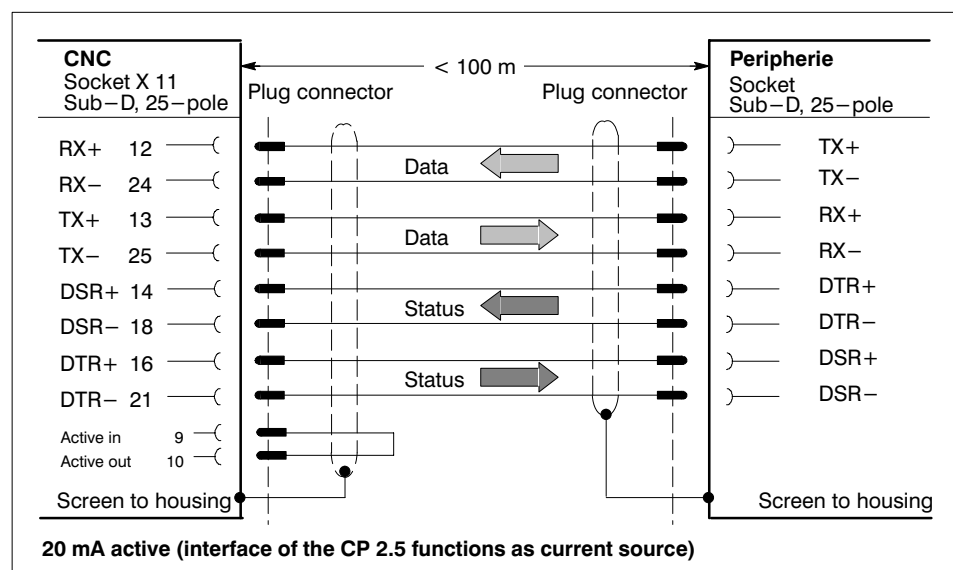 CNC
Socket X 11
Sub−D, 25−pole
< 100 m
Peripherie
Socket
Sub−D, 25−pole
Plug connector
Plug connector
RX+ 12
Data
TX+
RX− 24
TX−
TX+ 13
Data
RX+
TX− 25
RX−
DSR+ 14
Status
DTR+
DSR− 18
DTR−
DTR+ 16
Status
DSR+
DTR− 21
DSR−
Active in 9
Active out 10
Screen to housing
Screen to housing
20 mA active (interface of the CP 2.5 functions as current source)